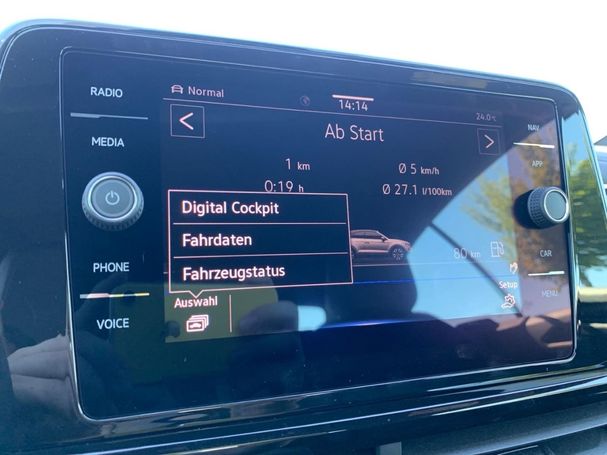 RADIO
MEDIA
PHONE
VOICE
NAV
APP
CAR
MENU
Normal
14:14
24.0°C
Ab Start
1 km
Ø 5 km/h
0:19 h
Ø 27.1 l/100km
Digital Cockpit
Fahrdaten
Fahrzeugstatus
80 km
Auswahl
Setup